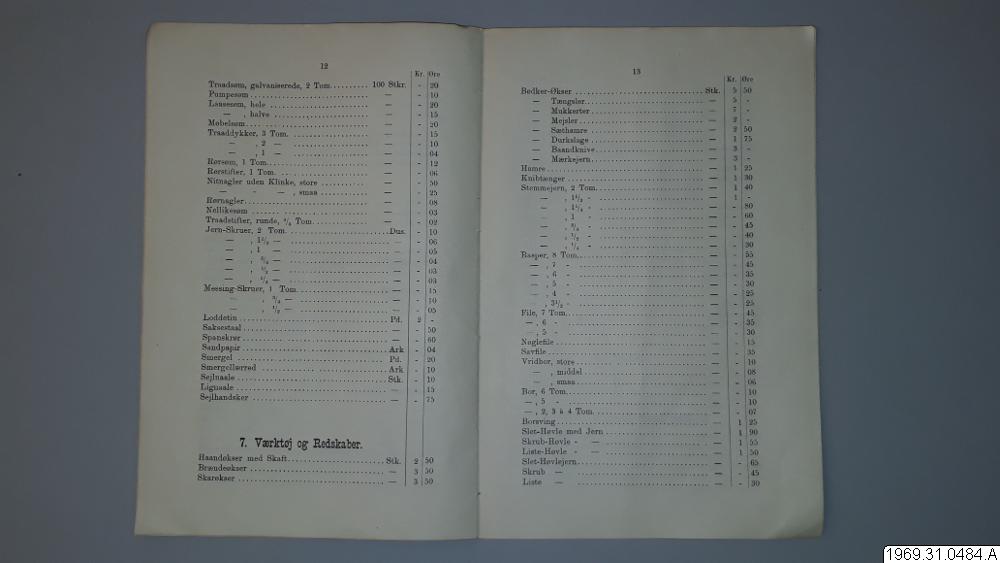 12
Kr. Øre
Traadsøm, galvaniserede, 2 Tom. 100 Stkr. - 20
Pumpesøm — - 10
Lænsesøm, hele — - 20
— , halve — - 15
Møbelsøm — - 20
Traaddykker, 3 Tom. — - 15
— , 2 — — - 10
— , 1 — — - 04
Rørsøm, 1 Tom. — - 12
Rørstifter, 1 Tom. — - 06
Nitnagler uden Klinke, store — - 50
— - — , smaa — - 25
Rørnagler — - 08
Nellikesøm — - 03
Traadstifter, runde, ³/₄ Tom. — - 02
Jern-Skruer, 2 Tom. Dus. - 10
— , 1½ — — - 06
— , 1 — — - 05
— , ¾ — — - 04
— , ½ — — - 03
— , — — - 03
Messing-Skruer, 1 Tom. — - 15
— , ¾ — — - 10
— , ½ — — - 05
Loddetin Pd. 2 -
Saksestaal — - 50
Spanskrør — - 60
Sandpapir Ark - 04
Smergel Pd. - 20
Smergellærred Ark - 10
Sejlnaale Stk. - 10
Lignaale — - 15
Sejlhandsker — - 75
7. Værktøj og Redskaber.
Haandøkser med Skaft Stk. 2 50
Brændeøkser — 3 50
Skarøkser — 3 50
13
Kr. Øre
Bødker-Økser Stk. 5 50
— Tængsler — 5 -
— Mukkerter — 7 -
— Mejsler — 2 -
— Sæthamre — 2 50
— Durkslage — 1 75
— Baandknive — 3 -
— Mærkejern — 3 -
Hamre — 1 25
Knibtænger — 1 30
Stemmejern, 2 Tom. — 1 40
— , 1½ - — 1 -
— , 1¼ - — - 80
— , 1 - — - 60
— , ¾ - — - 45
— , ½ - — - 40
— , ¼ - — - 30
Rasper, 8 Tom. — - 55
— , 7 - — - 45
— , 6 - — - 35
— , 5 - — - 30
— , 4 - — - 25
— , 3½ - — - 25
File, 7 Tom. — - 45
— , 6 - — - 35
— , 5 - — - 30
Nøglefile — - 15
Savfile — - 35
Vridbor, store — - 10
— , middel — - 08
— , smaa — - 06
Bor, 6 Tom. — - 10
— , 5 - — - 10
— , 2, 3 à 4 Tom. — - 07
Borsving — 1 25
Slet-Høvle med Jern — 1 90
Skrub-Høvle - — — 1 55
Liste-Høvle - — — 1 50
Slet-Høvlejern — - 65
Skrub — — - 45
Liste — — - 30
1969.31.0484.A